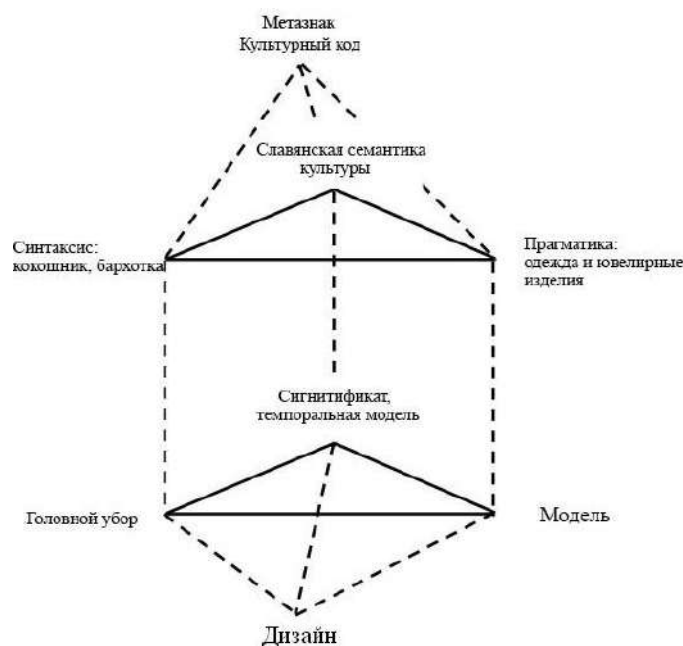 Метазнак
Культурный код
Славянская семантика
культуры
Синтаксис:
кокошник, бархотка
Прагматика:
одежда и ювелирные
изделия
Сигнитификат,
темпоральная модель
Головной убор
Модель
Дизайн